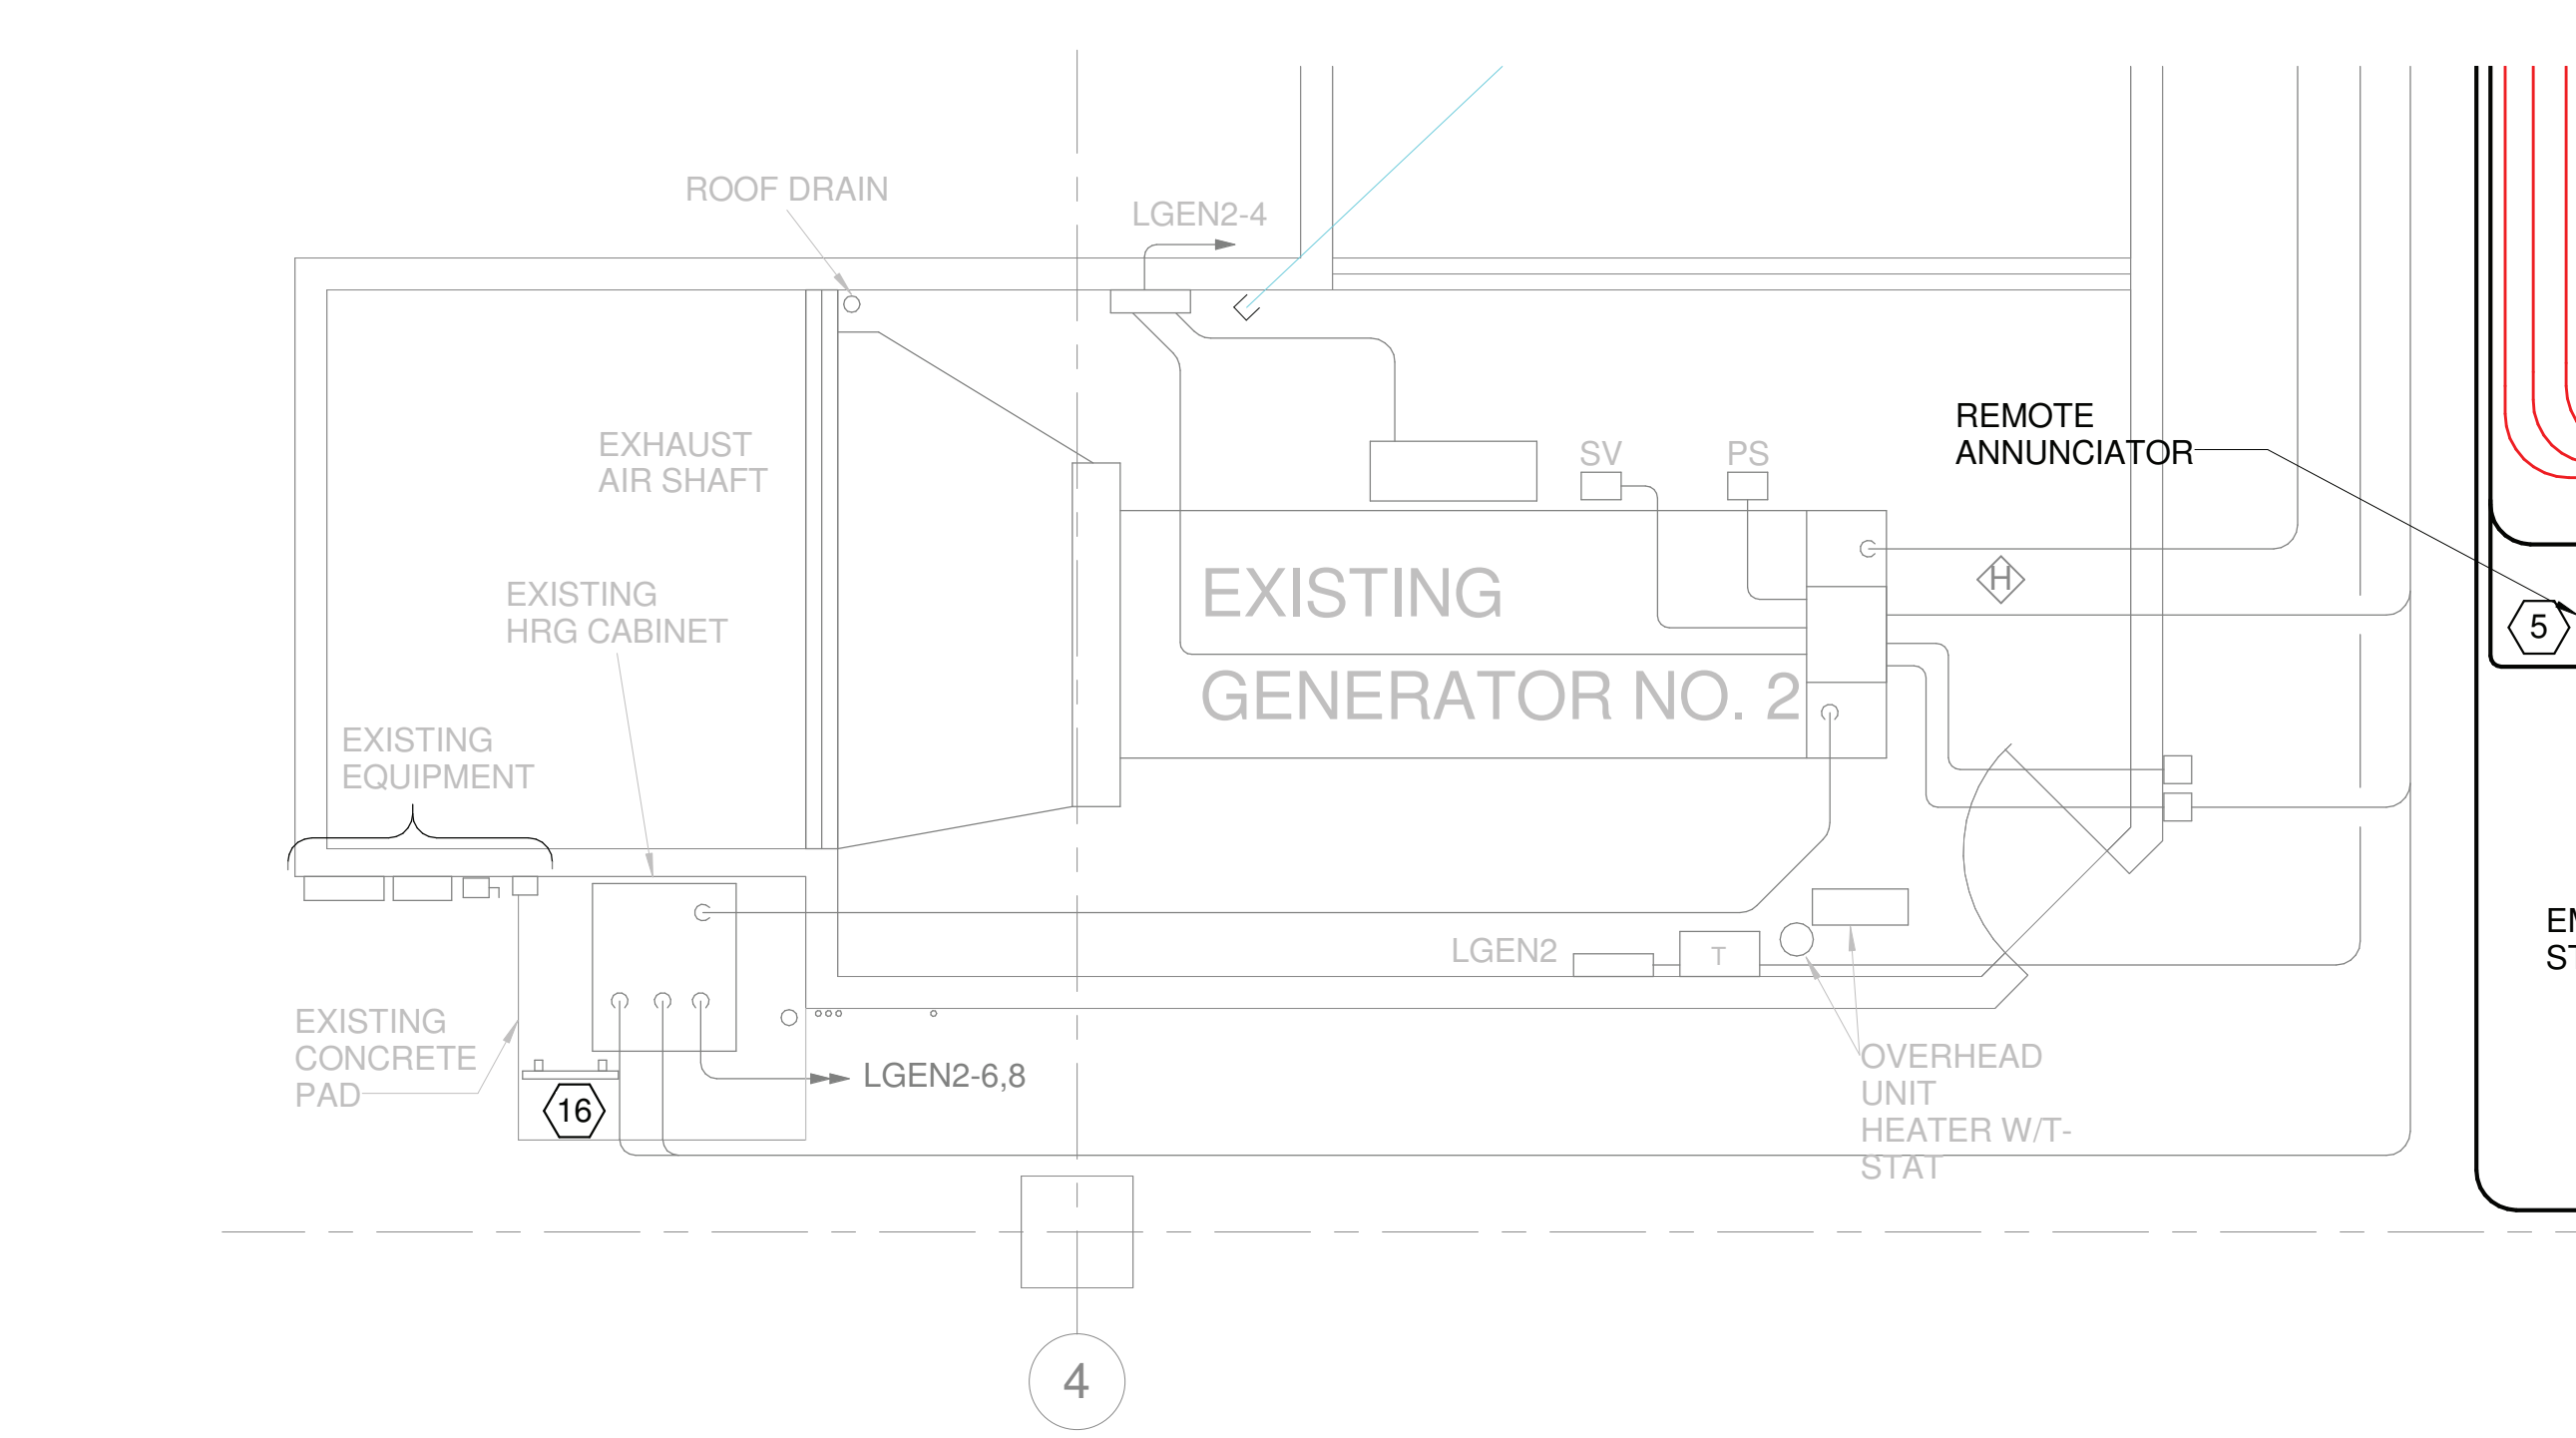 ROOF DRAIN
LGEN2-4
EXHAUST
AIR SHAFT
SV
PS
REMOTE
ANNUNCIATOR
EXISTING
GENERATOR NO. 2
H
5
EXISTING
HRG CABINET
EXISTING
EQUIPMENT
LGEN2
T
EXISTING
CONCRETE
PAD
16
LGEN2-6,8
OVERHEAD
UNIT
HEATER W/T-
STAT
4